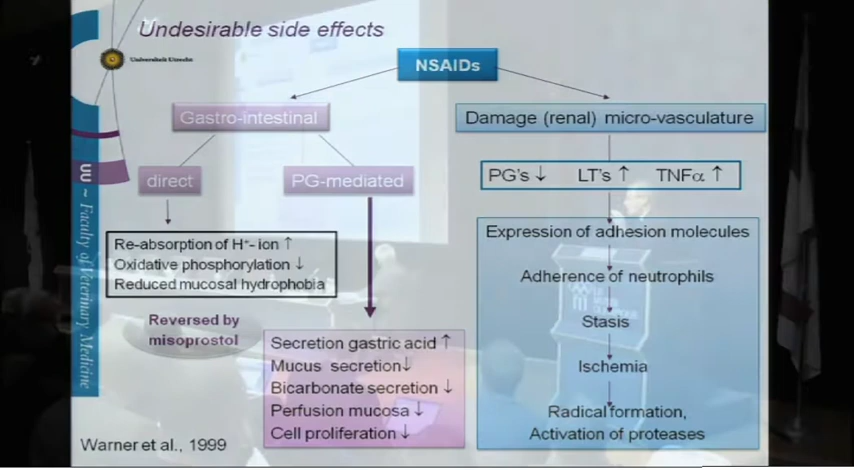 Undesirable side effects
Universiteit Utrecht
NSAIDs
Gastro-intestinal
Damage (renal) micro-vasculature
direct
PG-mediated
PG's ↓ LT's ↑ TNFα ↑
Re-absorption of H⁺- ion ↑
Oxidative phosphorylation ↓
Reduced mucosal hydrophobia
Reversed by
misoprostol
Secretion gastric acid ↑
Mucus secretion↓
Bicarbonate secretion ↓
Perfusion mucosa ↓
Cell proliferation ↓
Expression of adhesion molecules
Adherence of neutrophils
Stasis
Ischemia
Radical formation,
Activation of proteases
UU ~ Faculty of Veterinary Medicine
Warner et al., 1999